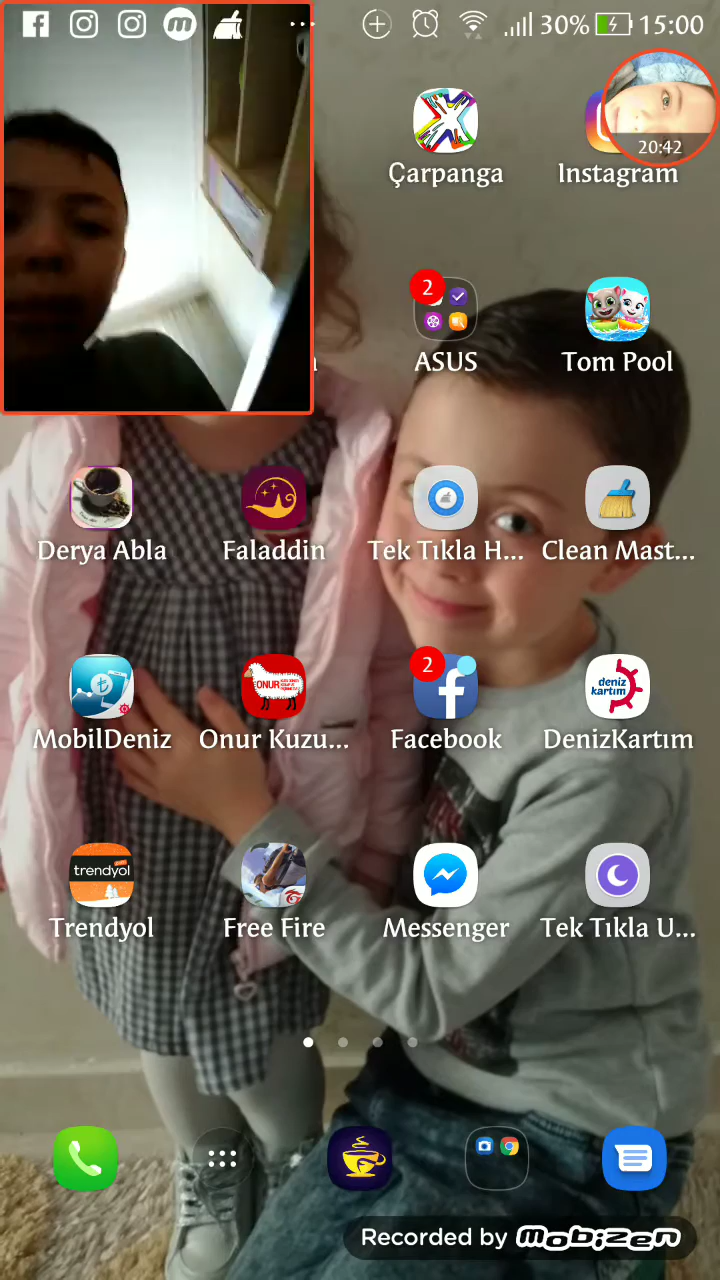 30% 15:00
20:42
Çarpanga Instagram
2
ASUS Tom Pool
Derya Abla Faladdin Tek Tıkla H... Clean Mast...
ONUR
2
deniz
kartım
MobilDeniz Onur Kuzu... Facebook DenizKartım
trendyol
Trendyol Free Fire Messenger Tek Tıkla U...
Recorded by mobizen